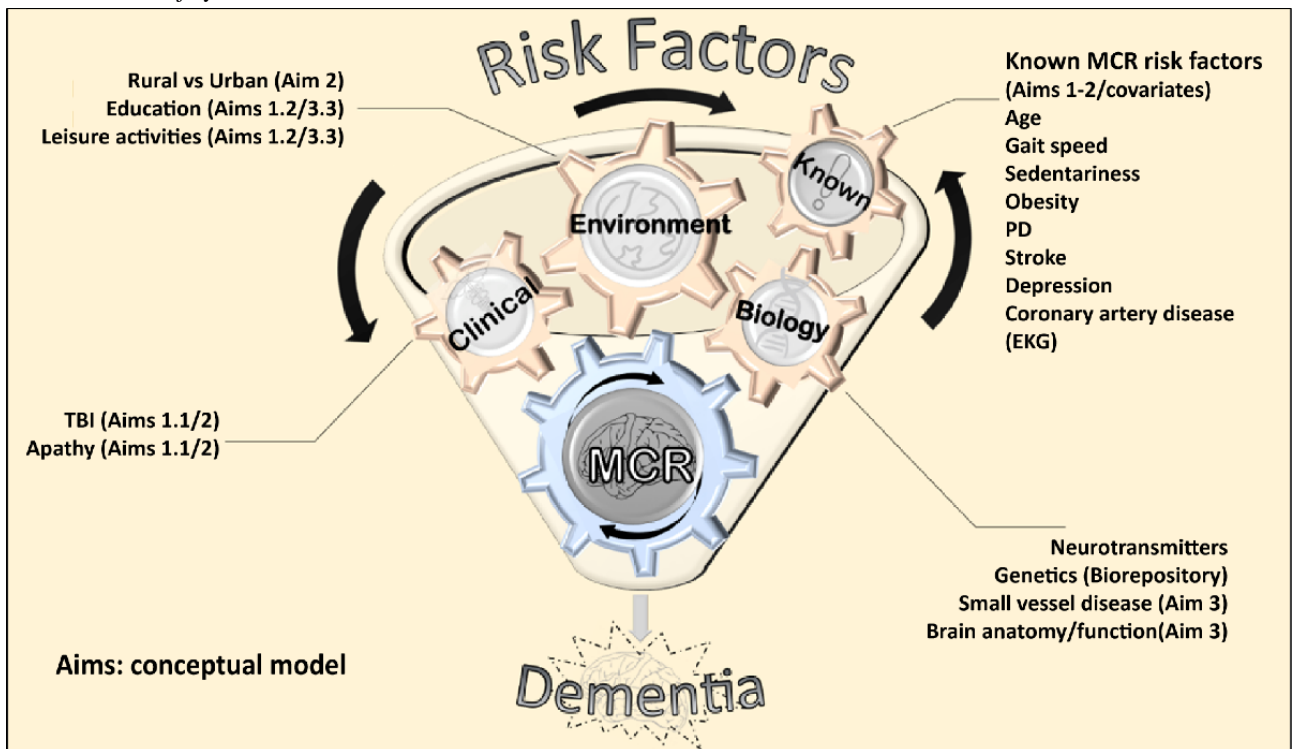 Risk Factors
Rural vs Urban (Aim 2)
Education (Aims 1.2/3.3)
Leisure activities (Aims 1.2/3.3)
Known MCR risk factors
(Aims 1-2/covariates)
Age
Gait speed
Sedentariness
Obesity
PD
Stroke
Depression
Coronary artery disease
(EKG)
Known
Environment
Clinical
Biology
MCR
TBI (Aims 1.1/2)
Apathy (Aims 1.1/2)
Neurotransmitters
Genetics (Biorepository)
Small vessel disease (Aim 3)
Brain anatomy/function(Aim 3)
Aims: conceptual model
Dementia